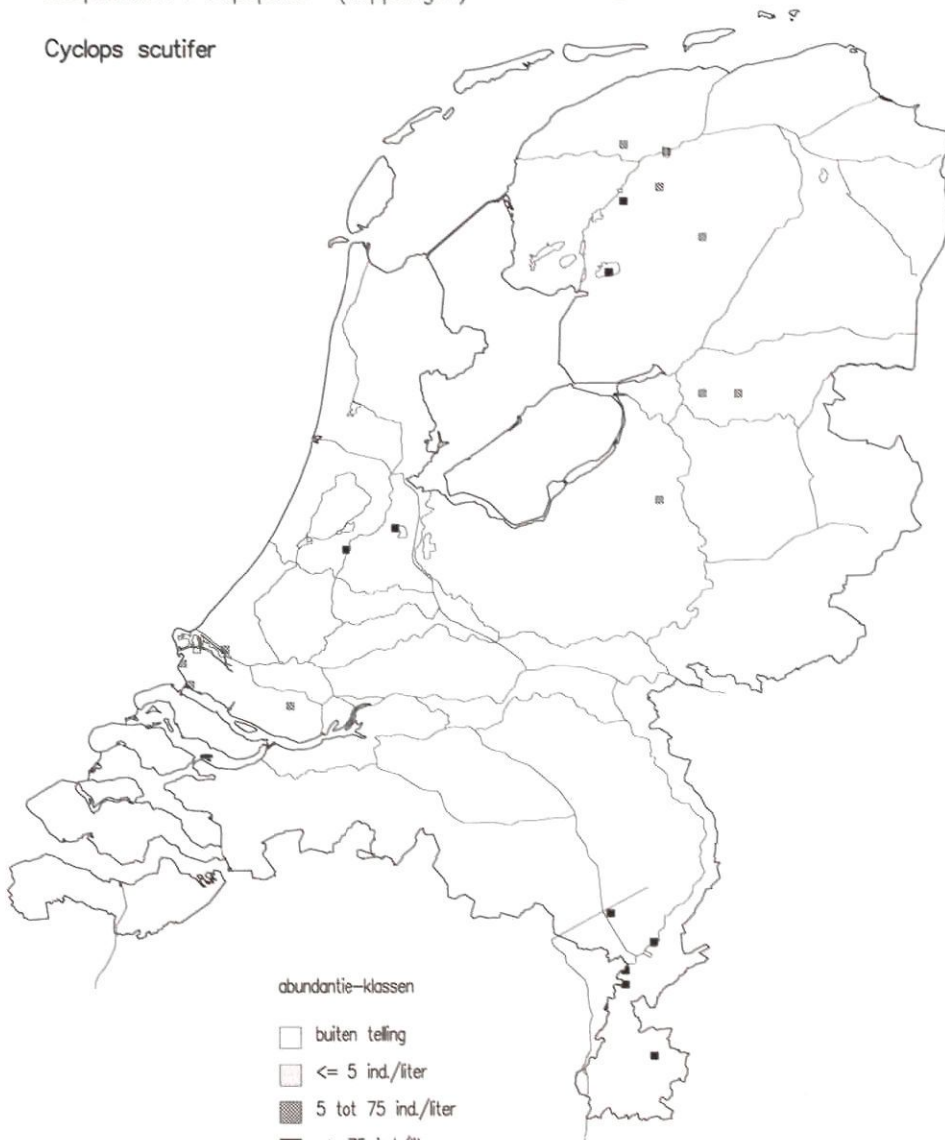 Cyclops scutifer
abundantie-klassen
buiten telling
<= 5 ind./liter
5 tot 75 ind./liter